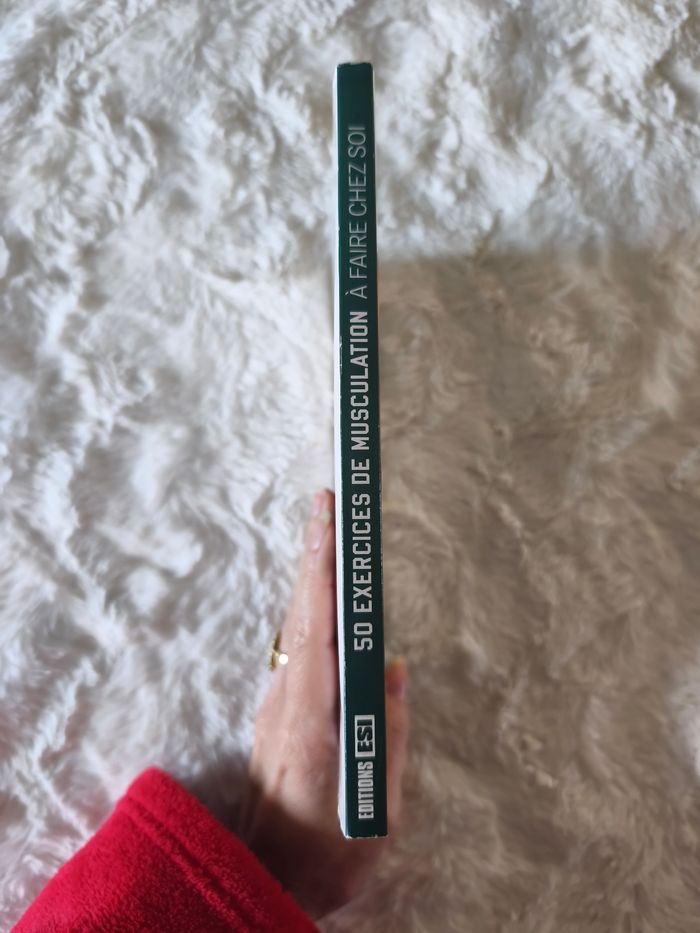 EDITIONS ESI
50 EXERCICES DE MUSCULATION À FAIRE CHEZ SOI